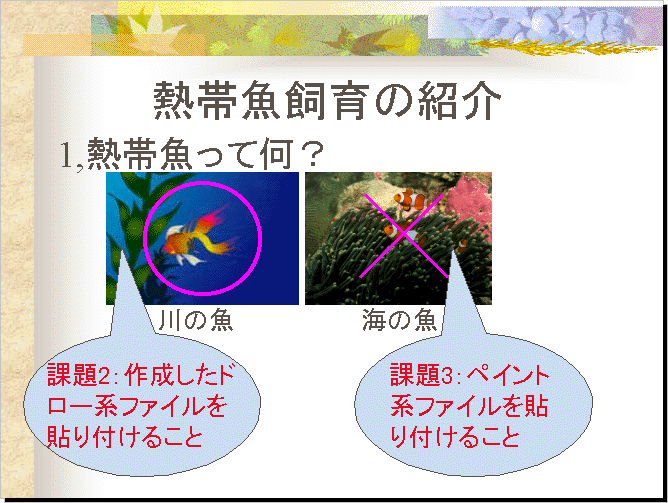 熱帯魚飼育の紹介
1,熱帯魚って何？
川の魚
海の魚
課題2：作成したド
ロー系ファイルを
貼り付けること
課題3：ペイント
系ファイルを貼
り付けること